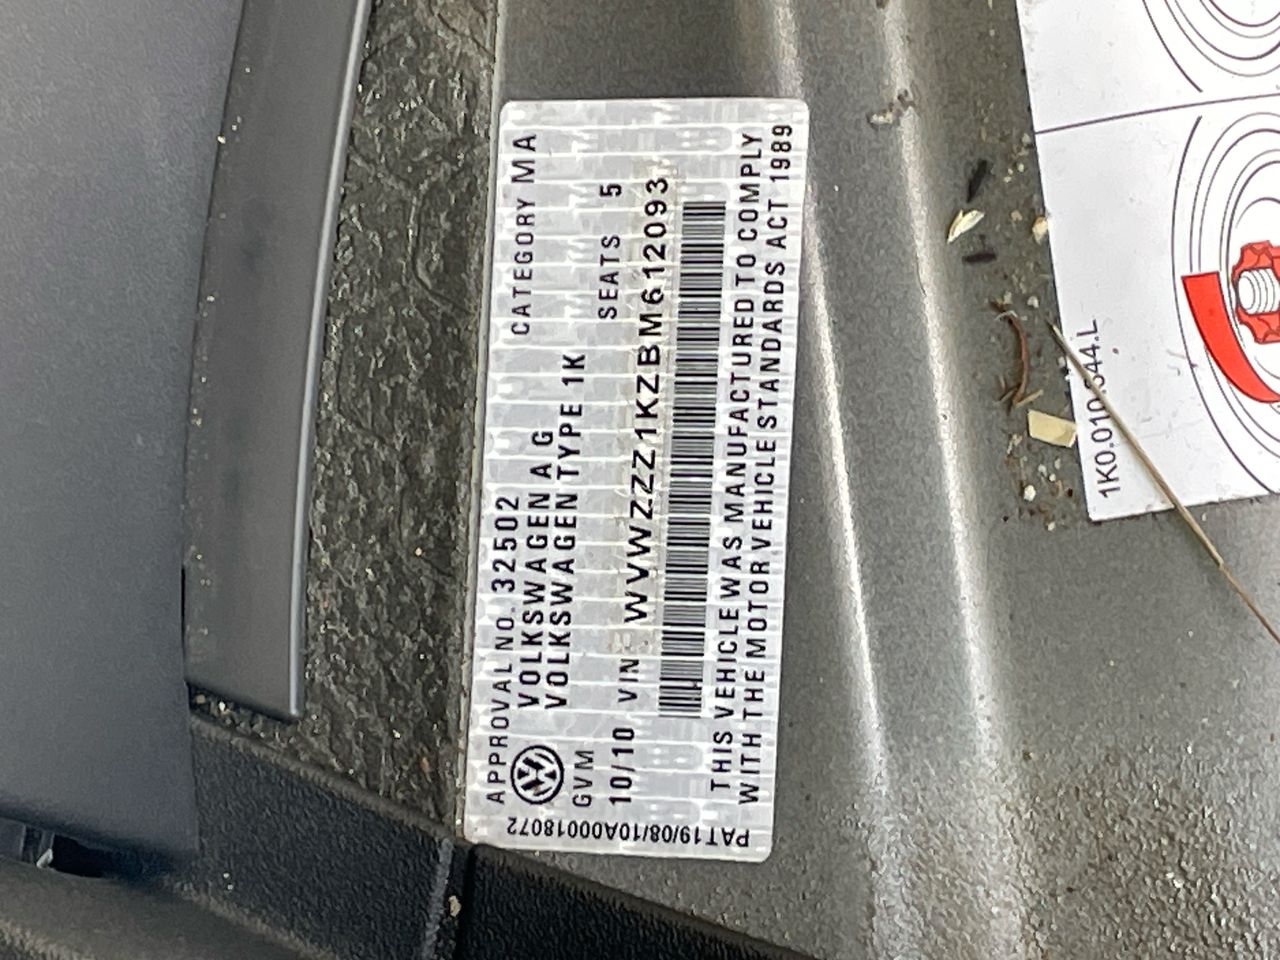 APPROVAL NO. 32502 CATEGORY MA
VOLKSWAGEN AG
VOLKSWAGEN TYPE 1K
GVM SEATS 5
10/10 VIN WVWZZZ1KZBM612093
THIS VEHICLE WAS MANUFACTURED TO COMPLY
WITH THE MOTOR VEHICLE STANDARDS ACT 1989
PAT19/08/10A00018072